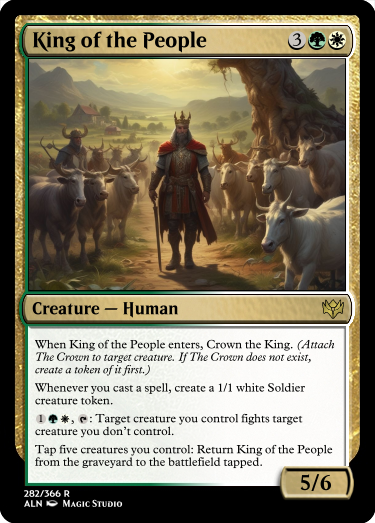 King of the People 3
Creature — Human
When King of the People enters, Crown the King. (Attach
The Crown to target creature. If The Crown does not exist,
create a token of it first.)
Whenever you cast a spell, create a 1/1 white Soldier
creature token.
1, : Target creature you control fights target
creature you don't control.
Tap five creatures you control: Return King of the People
from the graveyard to the battlefield tapped.
5/6
282/366 R
ALN Magic Studio